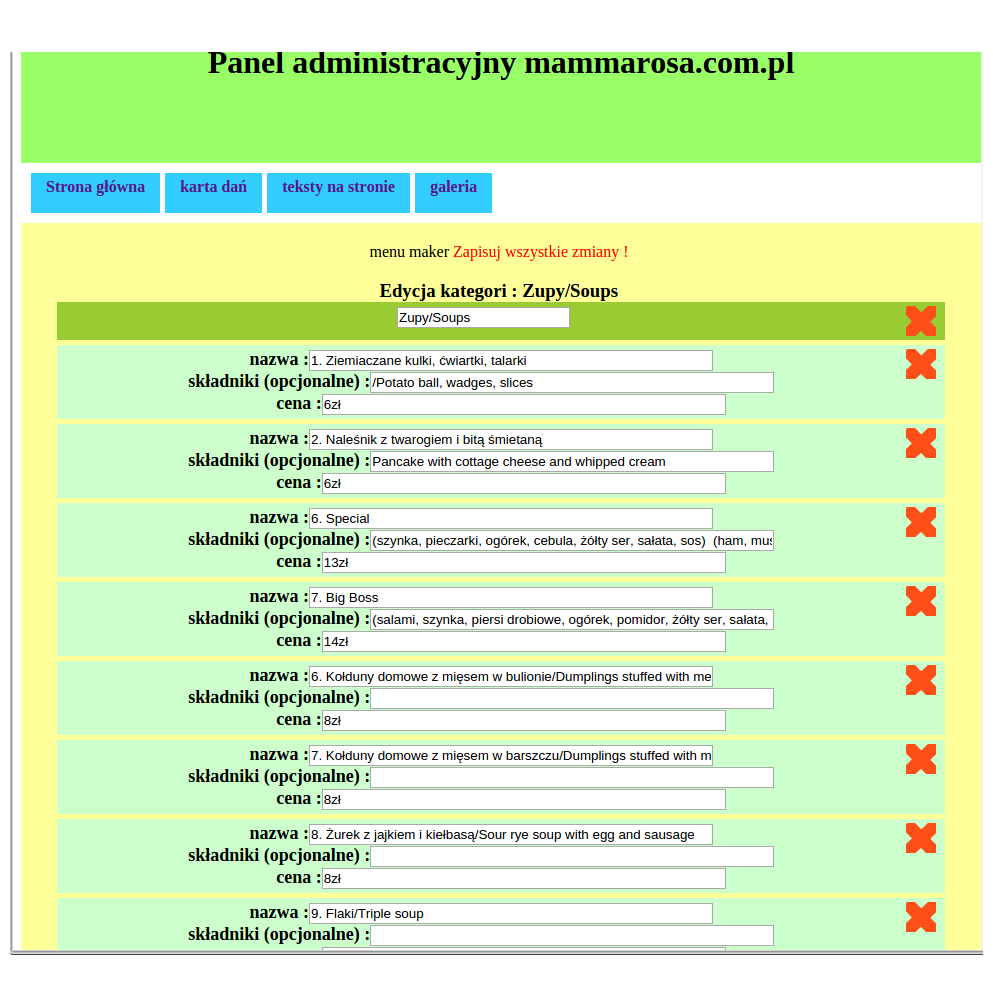 Panel administracyjny mammarosa.com.pl
Strona główna karta dań teksty na stronie galeria
menu maker Zapisuj wszystkie zmiany !
Edycja kategori : Zupy/Soups
Zupy/Soups
nazwa : 1. Ziemiaczane kulki, ćwiartki, talarki
składniki (opcjonalne) : /Potato ball, wadges, slices
cena : 6zł
nazwa : 2. Naleśnik z twarogiem i bitą śmietaną
składniki (opcjonalne) : Pancake with cottage cheese and whipped cream
cena : 6zł
nazwa : 6. Special
składniki (opcjonalne) : (szynka, pieczarki, ogórek, cebula, żółty ser, sałata, sos) (ham, mus
cena : 13zł
nazwa : 7. Big Boss
składniki (opcjonalne) : (salami, szynka, piersi drobiowe, ogórek, pomidor, żółty ser, sałata,
cena : 14zł
nazwa : 6. Kołduny domowe z mięsem w bulionie/Dumplings stuffed with me
składniki (opcjonalne) :
cena : 8zł
nazwa : 7. Kołduny domowe z mięsem w barszczu/Dumplings stuffed with m
składniki (opcjonalne) :
cena : 8zł
nazwa : 8. Żurek z jajkiem i kiełbasą/Sour rye soup with egg and sausage
składniki (opcjonalne) :
cena : 8zł
nazwa : 9. Flaki/Triple soup
składniki (opcjonalne) :